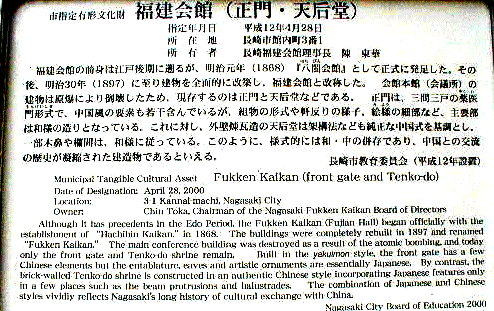 市指定有形文化財 福建会館（正門・天后堂）
指定年月日 平成12年4月28日
所在地 長崎市館内町3番1
所有者 長崎福建会館理事長 陳 東華
福建会館の前身は江戸後期に遡るが、明治元年（1868）『八閩会館』として正式に発足した。その
後、明治30年（1897）に至り建物を全面的に改築し、福建会館と改称した。 会館本館（会議所）の
建物は原爆により倒壊したため、現存するのは正門と天后堂などである。 正門は、三間三戸の薬医
門形式で、中国風の要素も若干含んでいるが、組物の形式や軒反りの様子、絵様の細部など、主要部
は和様の造りとなっている。これに対し、外壁煉瓦造の天后堂は架構法なども純正な中国式を基調とし、
一部木鼻や欄間は、和様に従っている。このように、様式的には和・中の併存であり、中国との交流
の歴史が凝縮された建造物であるといえる。
長崎市教育委員会（平成12年設置）
Municipal Tangible Cultural Asset Fukken Kaikan (front gate and Tenko-do)
Date of Designation: April 28, 2000
Location: 3-1 Kannai-machi, Nagasaki City
Owner: Chin Toka, Chairman of the Nagasaki Fukken Kaikan Board of Directors
Although it has precedents in the Edo Period, the Fukken Kaikan (Fujian Hall) began officially with the
establishment of "Hachibin Kaikan." in 1868. The buildings were completely rebuilt in 1897 and renamed
"Fukken Kaikan." The main conference building was destroyed as a result of the atomic bombing, and today
only the front gate and Tenko-do shrine remain. Built in the yakuimon style, the front gate has a few
Chinese elements but the entablature, eaves and artistic ornaments are essentially Japanese. By contrast, the
brick-walled Tenko-do shrine is constructed in an authentic Chinese style incorporating Japanese features only
in a few places such as the beam protrusions and balustrades. The combination of Japanese and Chinese
styles vividly reflects Nagasaki's long history of cultural exchange with China.
Nagasaki City Board of Education 2000